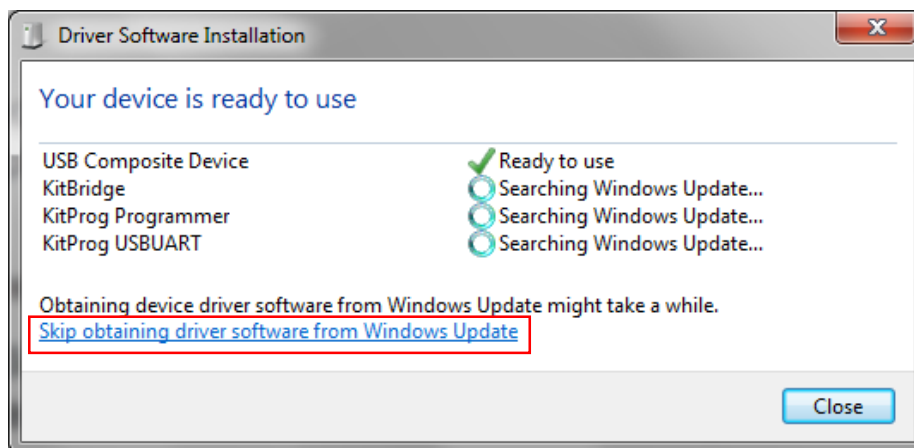 Driver Software Installation
X
Your device is ready to use
USB Composite Device Ready to use
KitBridge Searching Windows Update...
KitProg Programmer Searching Windows Update...
KitProg USBUART Searching Windows Update...
Obtaining device driver software from Windows Update might take a while.
Skip obtaining driver software from Windows Update
Close